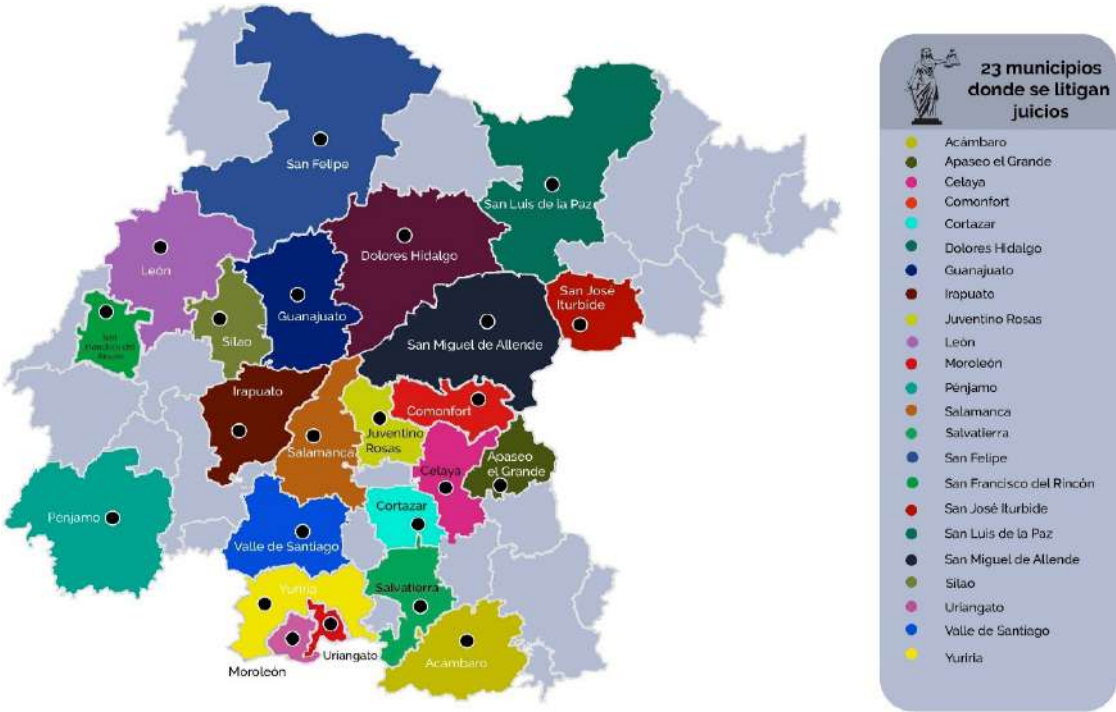 San Felipe
San Luis de la Paz
León
Dolores Hidalgo
San José
Iturbide
Guanajuato
San
Francisco del
Rincón
Silao
San Miguel de Allende
Irapuato
Comonfort
Juventino
Rosas
Salamanca
Apaseo
el Grande
Celaya
Cortazar
Pénjamo
Valle de Santiago
Yuriria
Salvatierra
Uriangato
Moroleón
Acámbaro
23 municipios
donde se litigan
juicios
Acámbaro
Apaseo el Grande
Celaya
Comonfort
Cortazar
Dolores Hidalgo
Guanajuato
Irapuato
Juventino Rosas
León
Moroleón
Pénjamo
Salamanca
Salvatierra
San Felipe
San Francisco del Rincón
San José Iturbide
San Luis de la Paz
San Miguel de Allende
Silao
Uriangato
Valle de Santiago
Yuriria